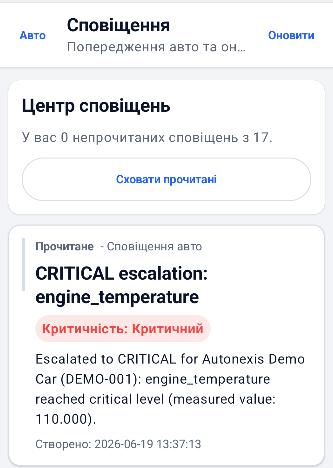 Авто
Сповіщення
Попередження авто та он...
Оновити
Центр сповіщень
У вас 0 непрочитаних сповіщень з 17.
Сховати прочитані
Прочитане - Сповіщення авто
CRITICAL escalation:
engine_temperature
Критичність: Критичний
Escalated to CRITICAL for Autonexis Demo
Car (DEMO-001): engine_temperature
reached critical level (measured value:
110.000).
Створено: 2026-06-19 13:37:13